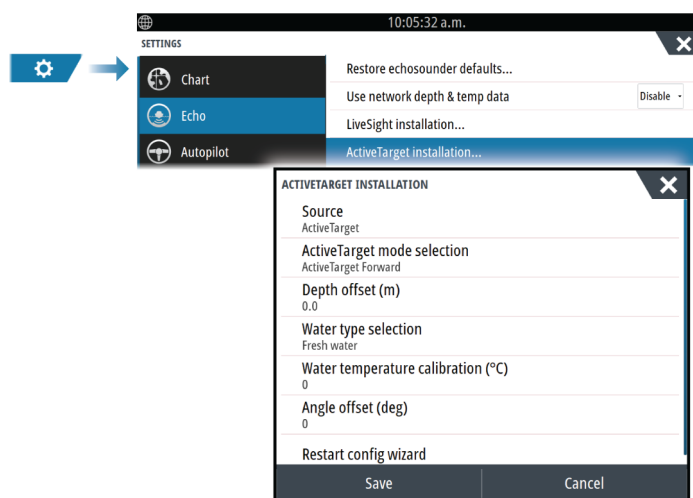 10:05:32 a.m.
SETTINGS
Chart
Echo
Autopilot
Restore echosounder defaults...
Use network depth & temp data
Disable
LiveSight installation...
ActiveTarget installation...
ACTIVETARGET INSTALLATION
Source
ActiveTarget
ActiveTarget mode selection
ActiveTarget Forward
Depth offset (m)
0.0
Water type selection
Fresh water
Water temperature calibration (°C)
0
Angle offset (deg)
0
Restart config wizard
Save
Cancel